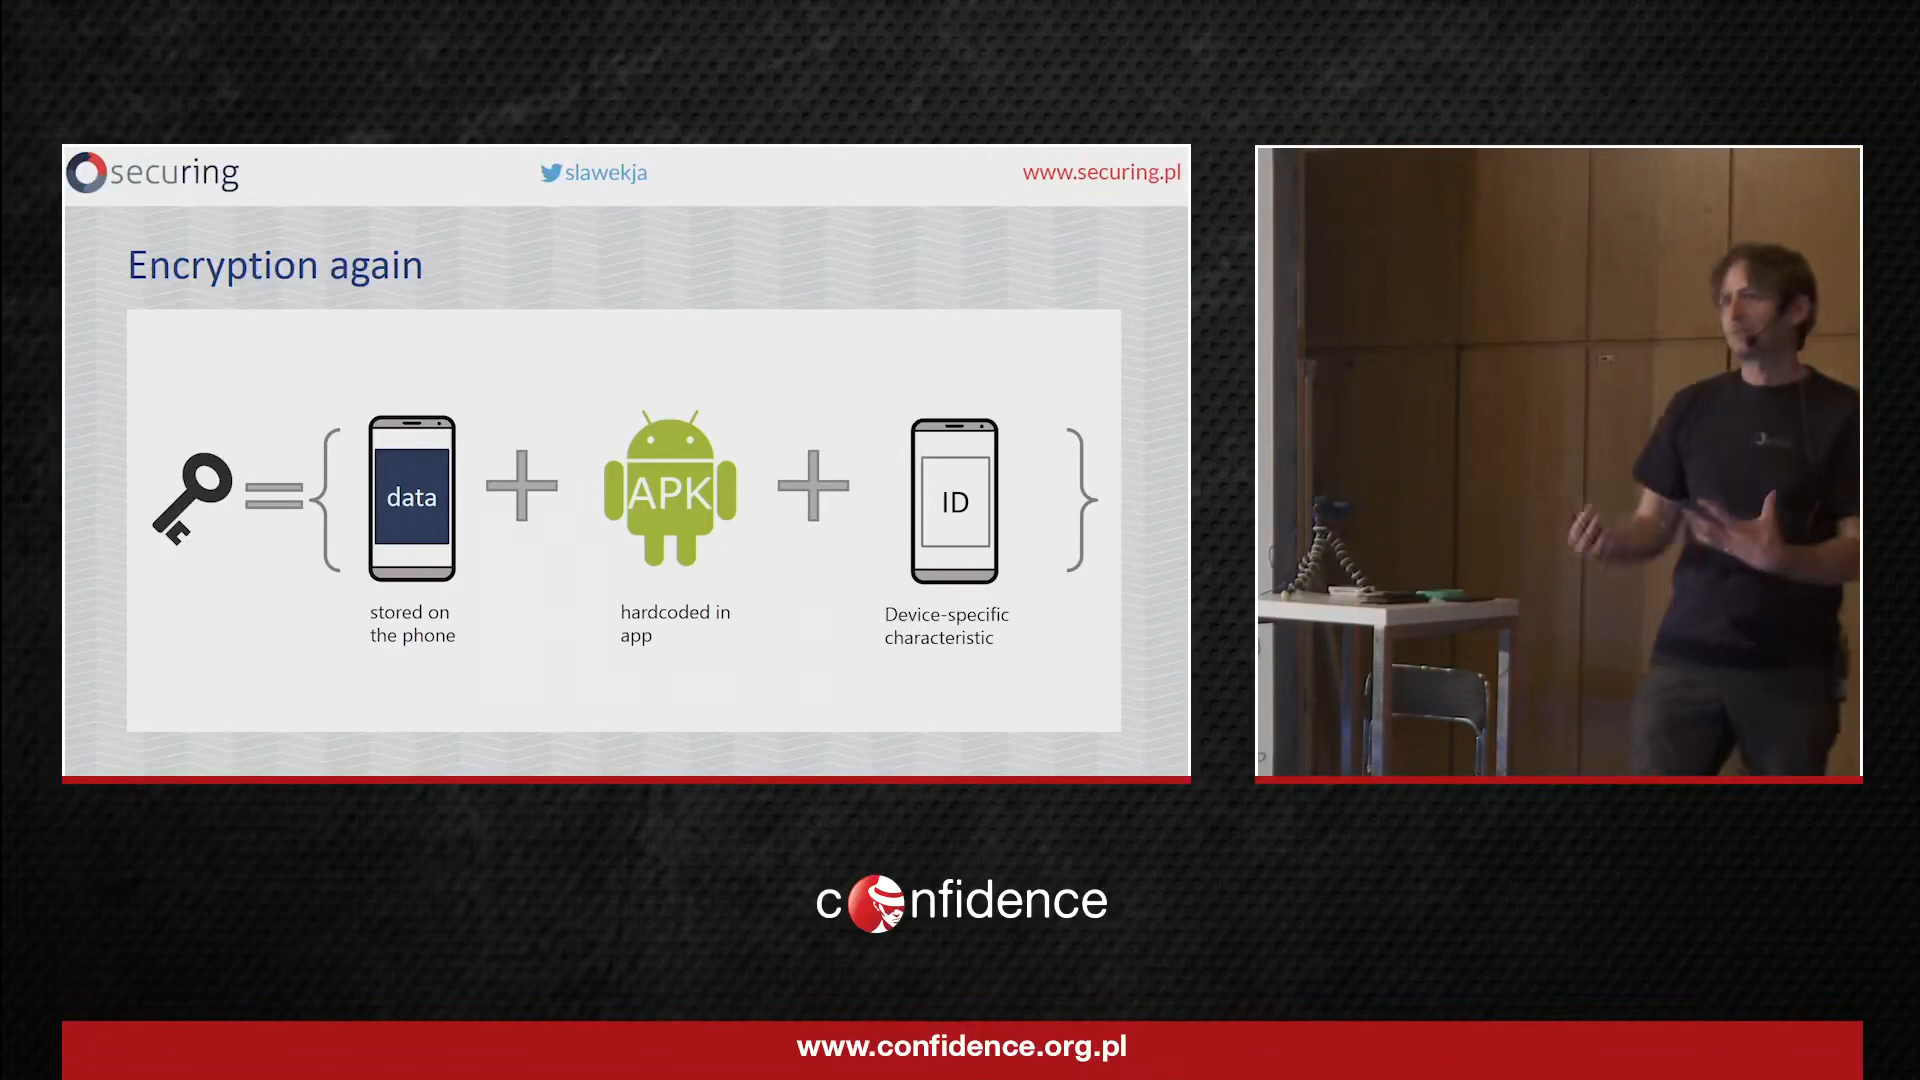 securing
slawekja
www.securing.pl
Encryption again
data
APK
ID
stored on
the phone
hardcoded in
app
Device-specific
characteristic
confidence
www.confidence.org.pl